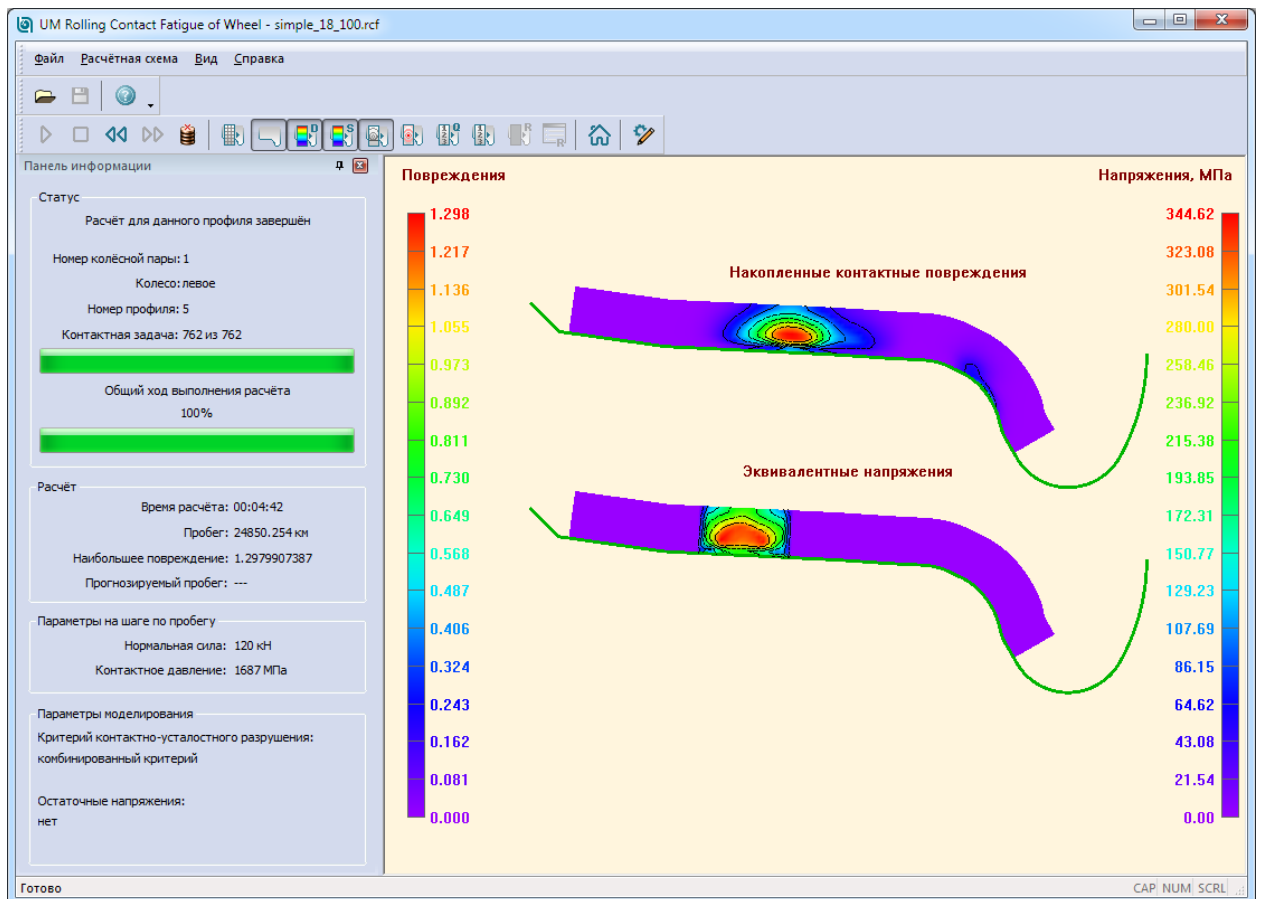 UM Rolling Contact Fatigue of Wheel - simple_18_100.rcf
Файл Расчётная схема Вид Справка
Панель информации
Статус
Расчёт для данного профиля завершён
Номер колёсной пары: 1
Колесо: левое
Номер профиля: 5
Контактная задача: 762 из 762
Общий ход выполнения расчёта
100%
Расчёт
Время расчёта: 00:04:42
Пробег: 24850.254 км
Наибольшее повреждение: 1.2979907387
Прогнозируемый пробег: ---
Параметры на шаге по пробегу
Нормальная сила: 120 кН
Контактное давление: 1687 МПа
Параметры моделирования
Критерий контактно-усталостного разрушения:
комбинированный критерий
Остаточные напряжения:
нет
Повреждения
1.298
1.217
1.136
1.055
0.973
0.892
0.811
0.730
0.649
0.568
0.487
0.406
0.324
0.243
0.162
0.081
0.000
Накопленные контактные повреждения
Эквивалентные напряжения
Напряжения, МПа
344.62
323.08
301.54
280.00
258.46
236.92
215.38
193.85
172.31
150.77
129.23
107.69
86.15
64.62
43.08
21.54
0.00
Готово
CAP NUM SCRL